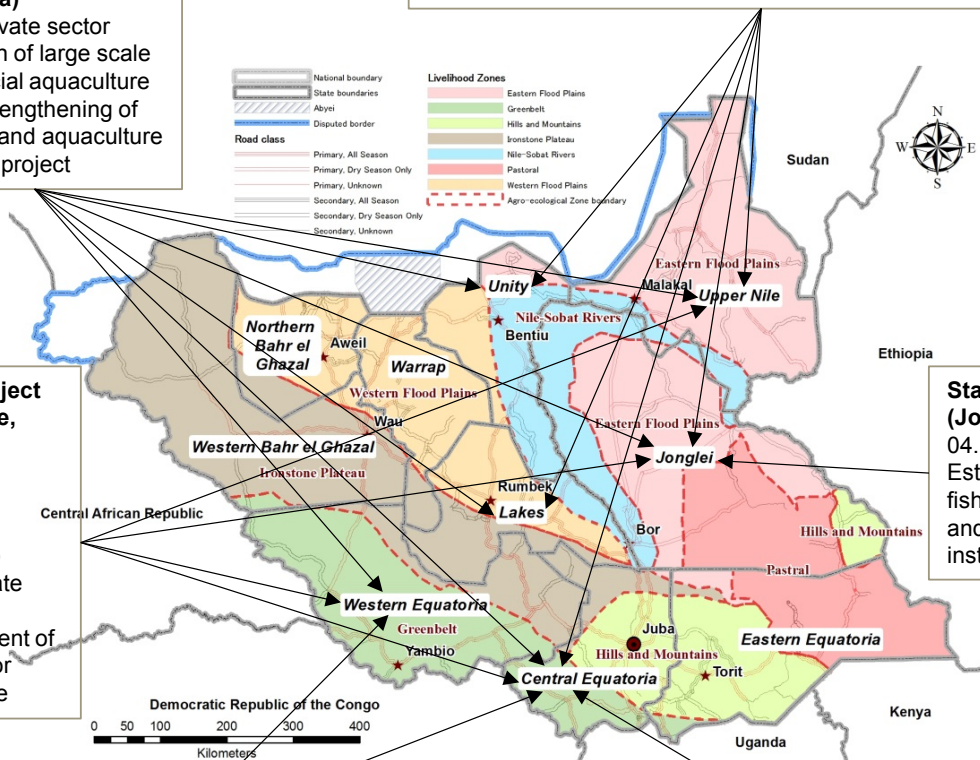 a)
vate sector
n of large scale
ial aquaculture
engthening of
and aquaculture
project
National boundary
State boundaries
Abyei
Disputed border
Road class
Primary, All Season
Primary, Dry Season Only
Primary, Unknown
Secondary, All Season
Secondary, Dry Season Only
Secondary, Unknown
Livelihood Zones
Eastern Flood Plains
Greenbelt
Hills and Mountains
Ironstone Plateau
Nile-Sobat Rivers
Pastoral
Western Flood Plains
Agro-ecological Zone boundary
N
W E
S
Sudan
Eastern Flood Plains
Unity
Malakal
Upper Nile
Nile-Sobat Rivers
Northern
Bahr el
Ghazal
Aweil
Bentiu
Warrap
Ethiopia
Western Flood Plains
Wau
Eastern Flood Plains
Western Bahr el Ghazal
Jonglei
Ironstone Plateau
Rumbek
Lakes
Central African Republic
Bor
Hills and Mountains
Pastral
Western Equatoria
Greenbelt
Yambio
Juba
Hills and Mountains
Eastern Equatoria
Torit
Central Equatoria
Democratic Republic of the Congo
0 50 100 200 300 400
Kilometers
Kenya
Uganda
ject
e,
ate
ent of
or
e
Sta
(Jo
04.
Est
fish
and
inst